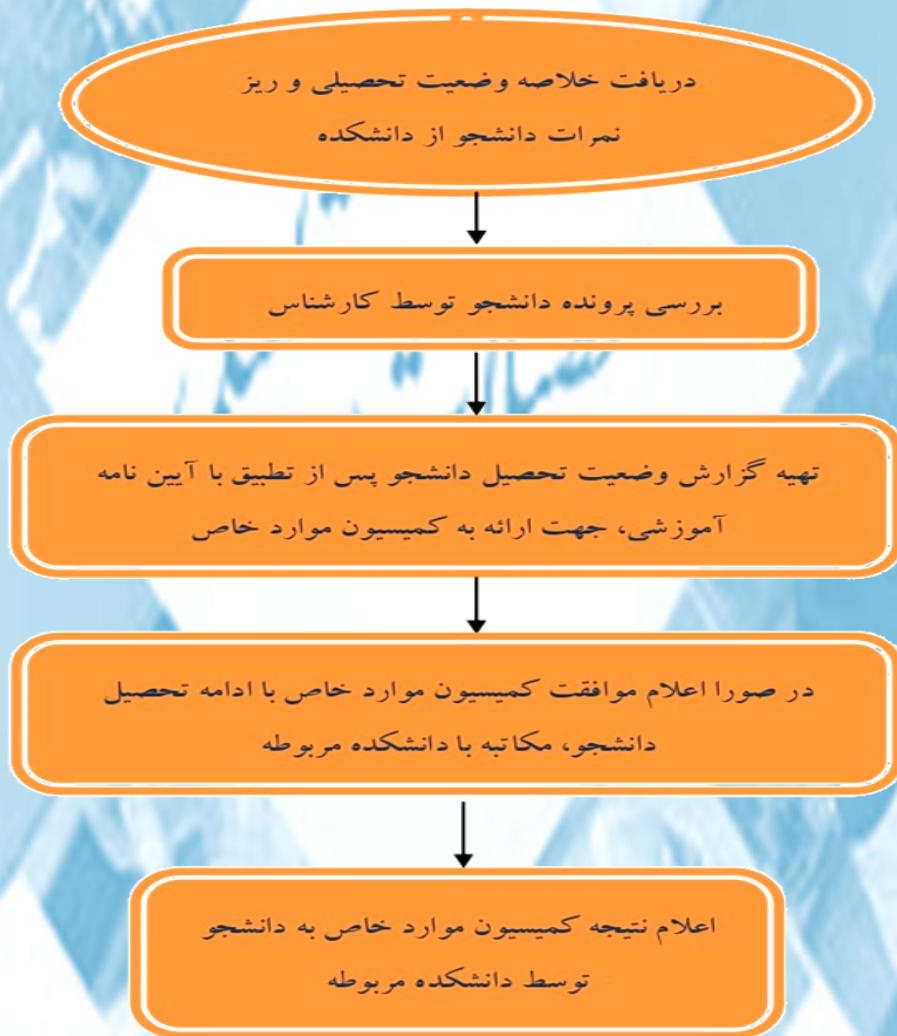 دریافت خلاصه وضعیت تحصیلی و ریز
نمرات دانشجو از دانشکده
بررسی پرونده دانشجو توسط کارشناس
تهیه گزارش وضعیت تحصیل دانشجو پس از تطبیق با آیین نامه
آموزشی، جهت ارائه به کمیسیون موارد خاص
در صورا اعلام موافقت کمیسیون موارد خاص با ادامه تحصیل
دانشجو، مکاتبه با دانشکده مربوطه
اعلام نتیجه کمیسیون موارد خاص به دانشجو
توسط دانشکده مربوطه